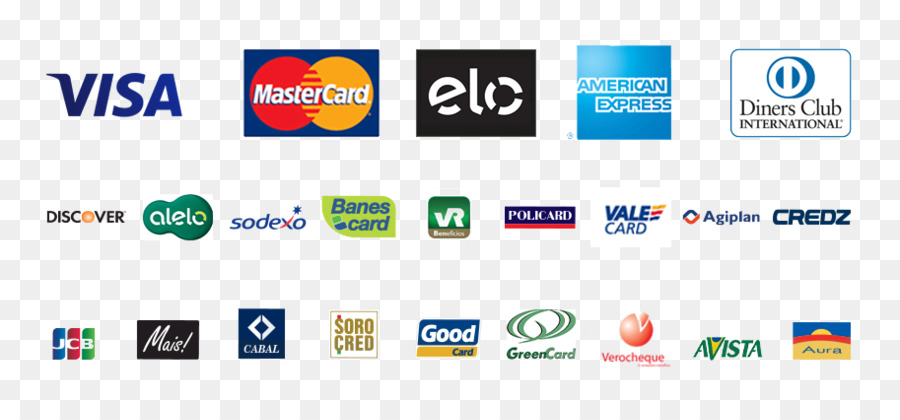 VISA
MasterCard
elo
AMERICAN
EXPRESS
Diners Club
INTERNATIONAL
DISCOVER
alelo
sodexo
Banes
card
VR
Benefícios
POLICARD
VALE
CARD
Agiplan
CREDZ
JCB
Mais!
CABAL
SORO
CRED
Good
Card
GreenCard
Verocheque
AVISTA
Aura